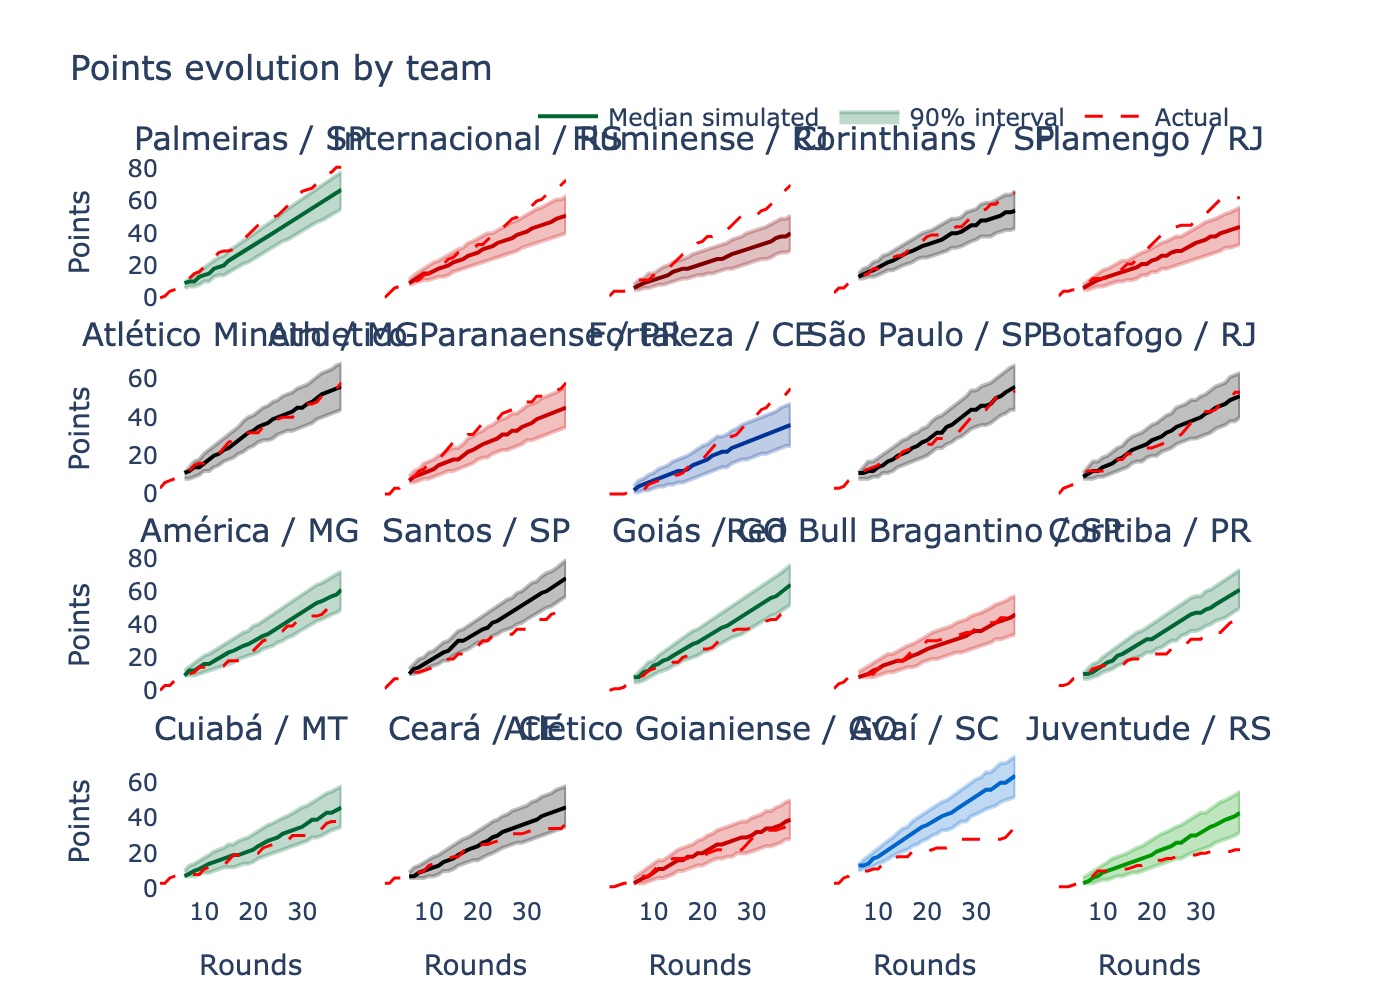 Points evolution by team
Median simulated 90% interval Actual
Palmeiras / SP Internacional / RS Fluminense / RJ Corinthians / SP Flamengo / RJ
80
60
40
20
0
Points
Atlético Mineiro / MG Athletico Paranaense / PR Fortaleza / CE São Paulo / SP Botafogo / RJ
60
40
20
0
Points
América / MG Santos / SP Goiás / GO Red Bull Bragantino / SP Coritiba / PR
80
60
40
20
0
Points
Cuiabá / MT Ceará / CE Atlético Goianiense / GO Avaí / SC Juventude / RS
60
40
20
0
Points
10 20 30 10 20 30 10 20 30 10 20 30 10 20 30
Rounds Rounds Rounds Rounds Rounds